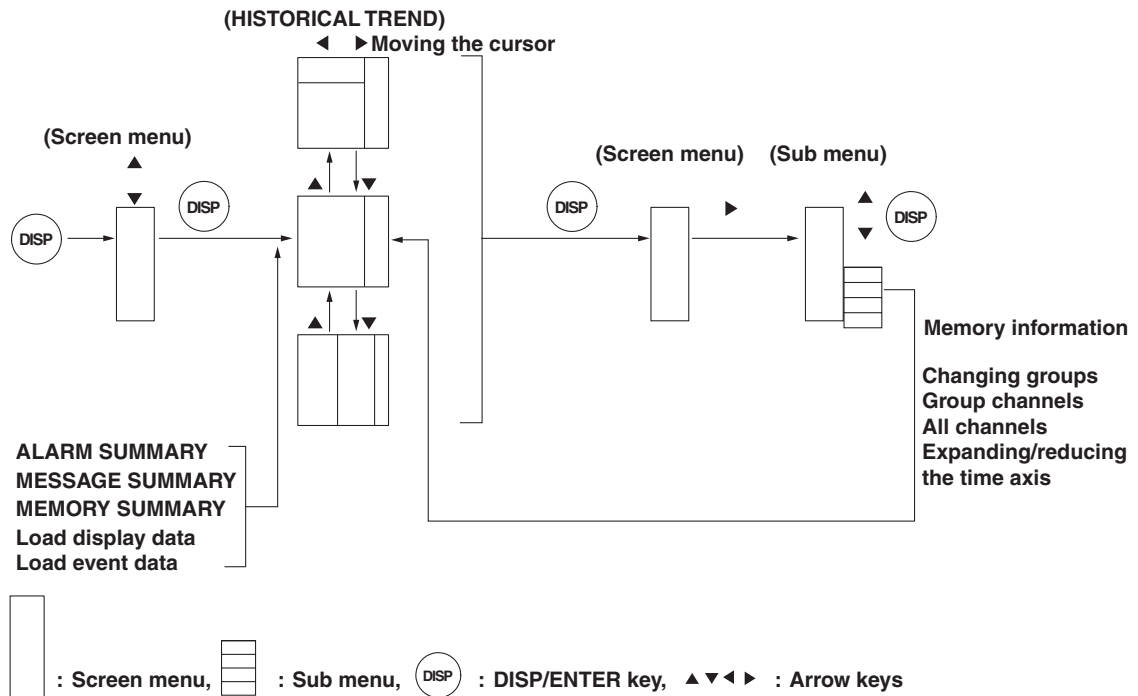 (HISTORICAL TREND)
◄ ► Moving the cursor
(Screen menu)
▲
▼
DISP
DISP
▲ ▼
▲ ▼
DISP
(Screen menu)
►
(Sub menu)
▲
▼
DISP
Memory information
Changing groups
Group channels
All channels
Expanding/reducing
the time axis
ALARM SUMMARY
MESSAGE SUMMARY
MEMORY SUMMARY
Load display data
Load event data
: Screen menu, : Sub menu, DISP : DISP/ENTER key, ▲▼◄► : Arrow keys